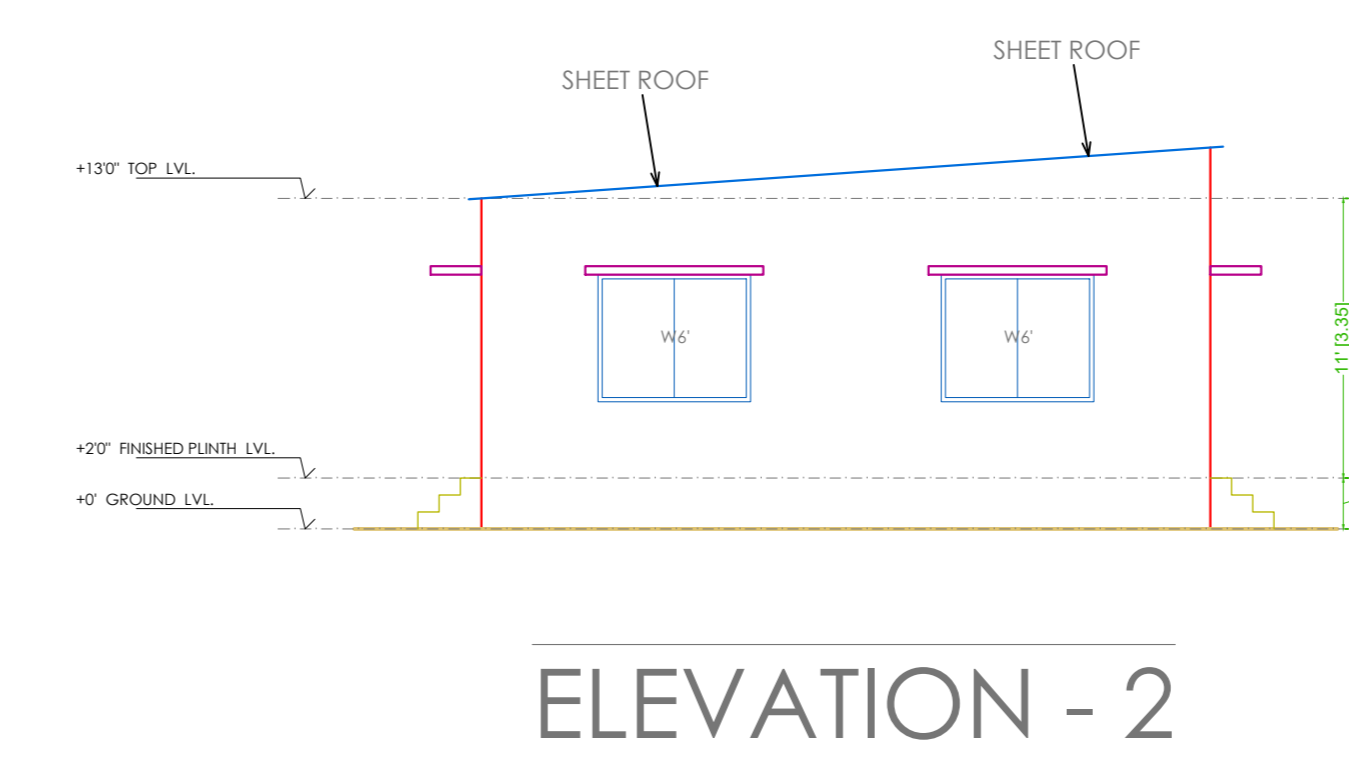 SHEET ROOF
SHEET ROOF
+13'0" TOP LVL.
W6'
W6'
11' [3.35]
+2'0" FINISHED PLINTH LVL.
+0' GROUND LVL.
ELEVATION - 2